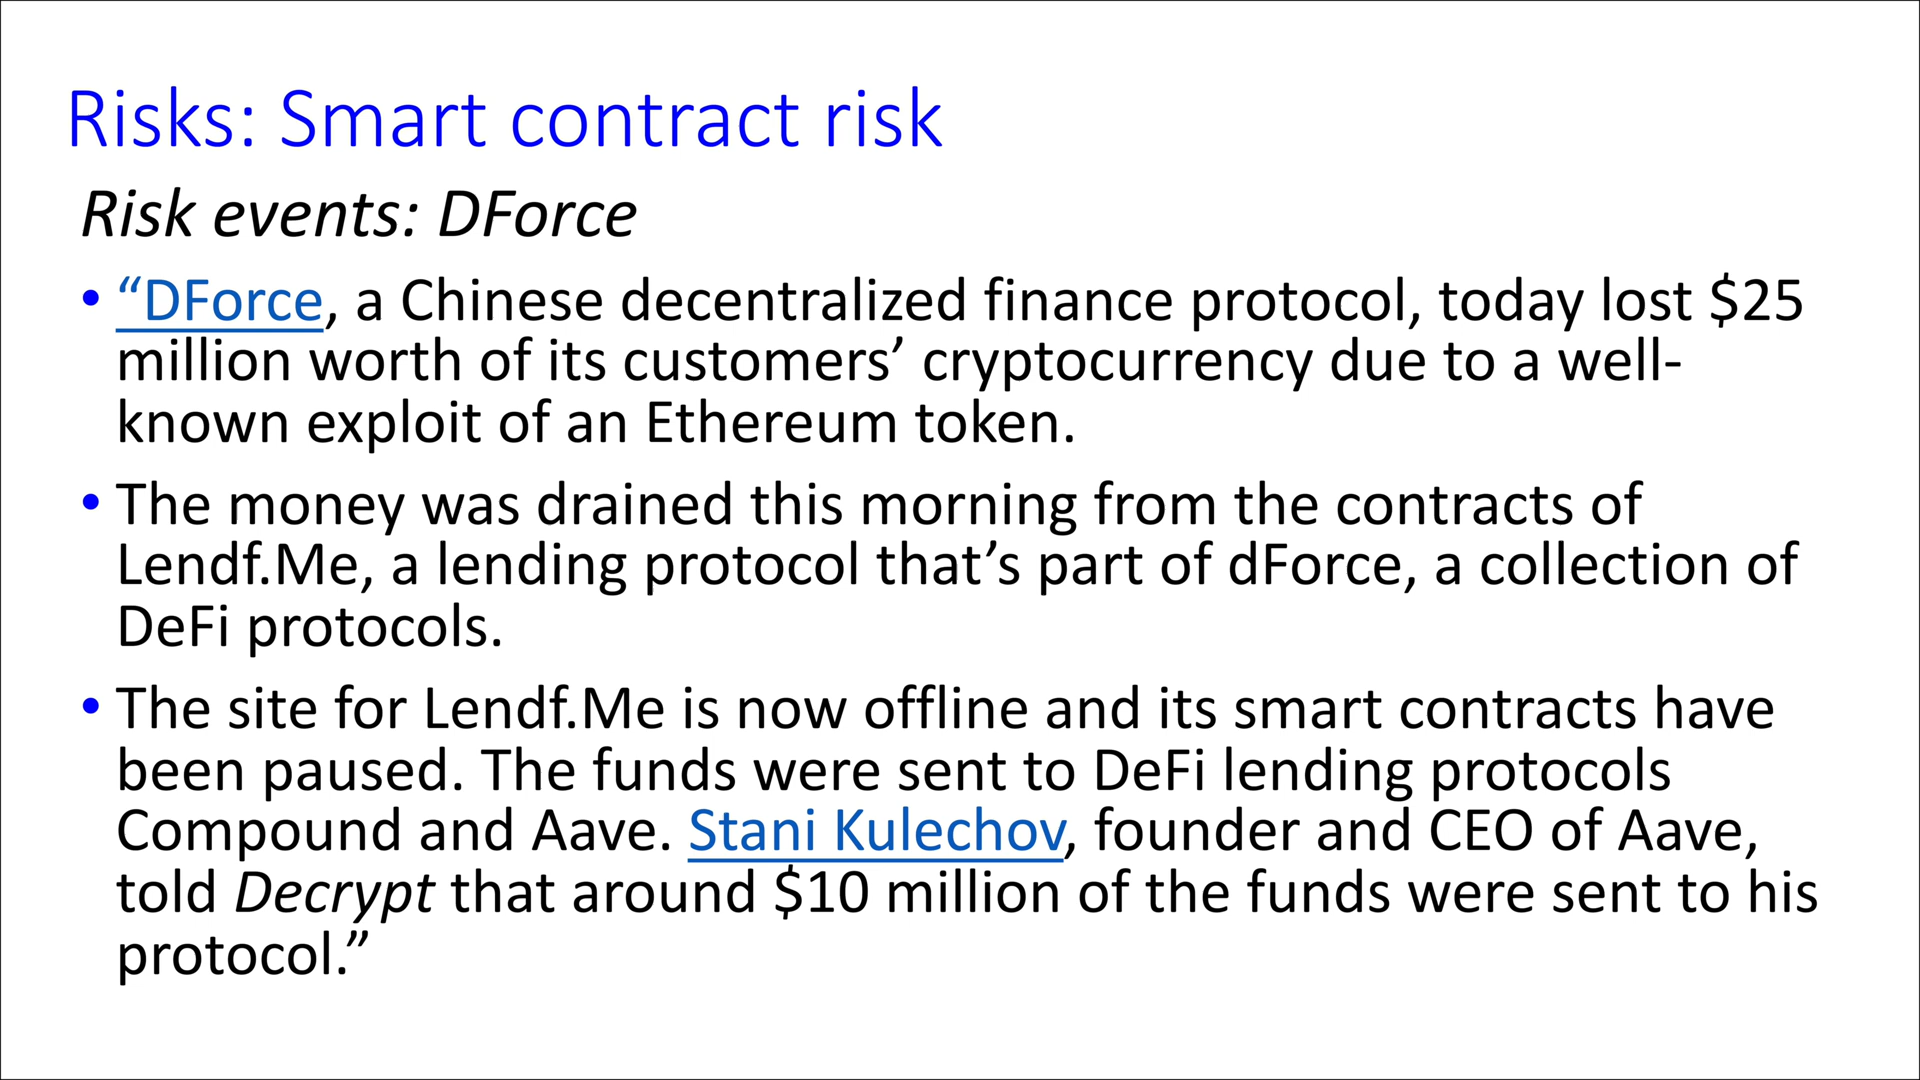 Risks: Smart contract risk
Risk events: DForce
• “DForce, a Chinese decentralized finance protocol, today lost $25
million worth of its customers’ cryptocurrency due to a well-
known exploit of an Ethereum token.
• The money was drained this morning from the contracts of
Lendf.Me, a lending protocol that’s part of dForce, a collection of
DeFi protocols.
• The site for Lendf.Me is now offline and its smart contracts have
been paused. The funds were sent to DeFi lending protocols
Compound and Aave. Stani Kulechov, founder and CEO of Aave,
told Decrypt that around $10 million of the funds were sent to his
protocol.”